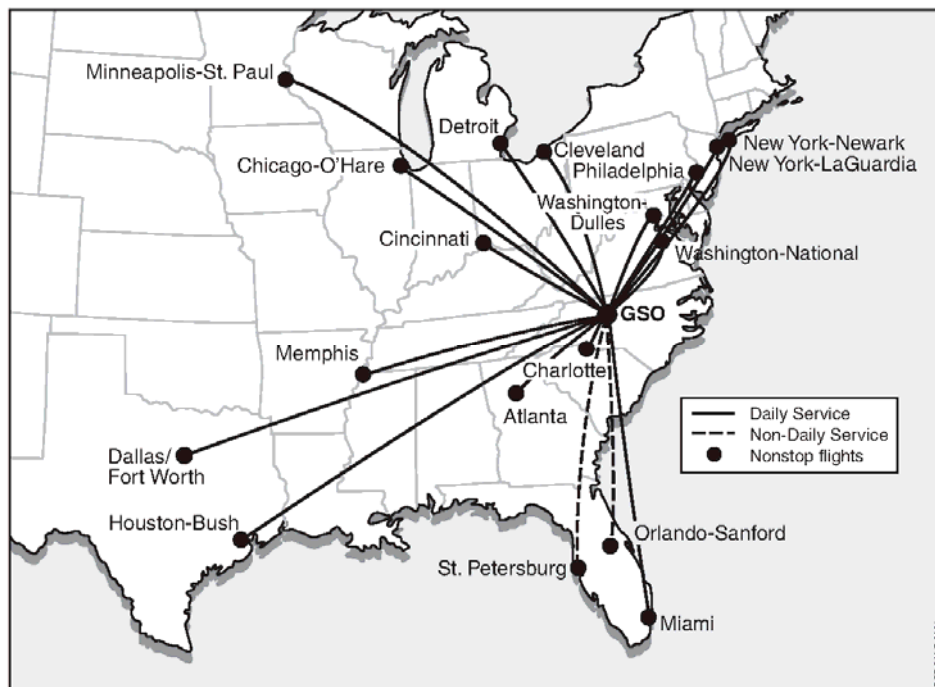 Minneapolis-St. Paul
Detroit
Cleveland
New York-Newark
Chicago-O'Hare
Philadelphia
New York-LaGuardia
Washington-
Dulles
Cincinnati
Washington-National
GSO
Memphis
Charlotte
Atlanta
Daily Service
Non-Daily Service
Nonstop flights
Dallas/
Fort Worth
Houston-Bush
Orlando-Sanford
St. Petersburg
Miami